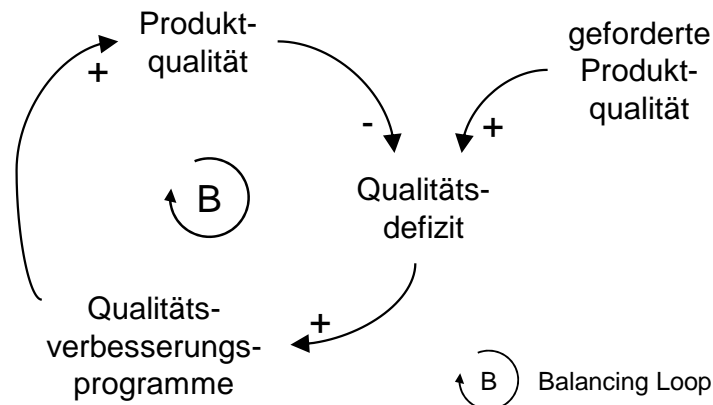 Produkt-
qualität
geforderte
Produkt-
qualität
+
-
+
B
Qualitäts-
defizit
+
Qualitäts-
verbesserungs-
programme
B Balancing Loop